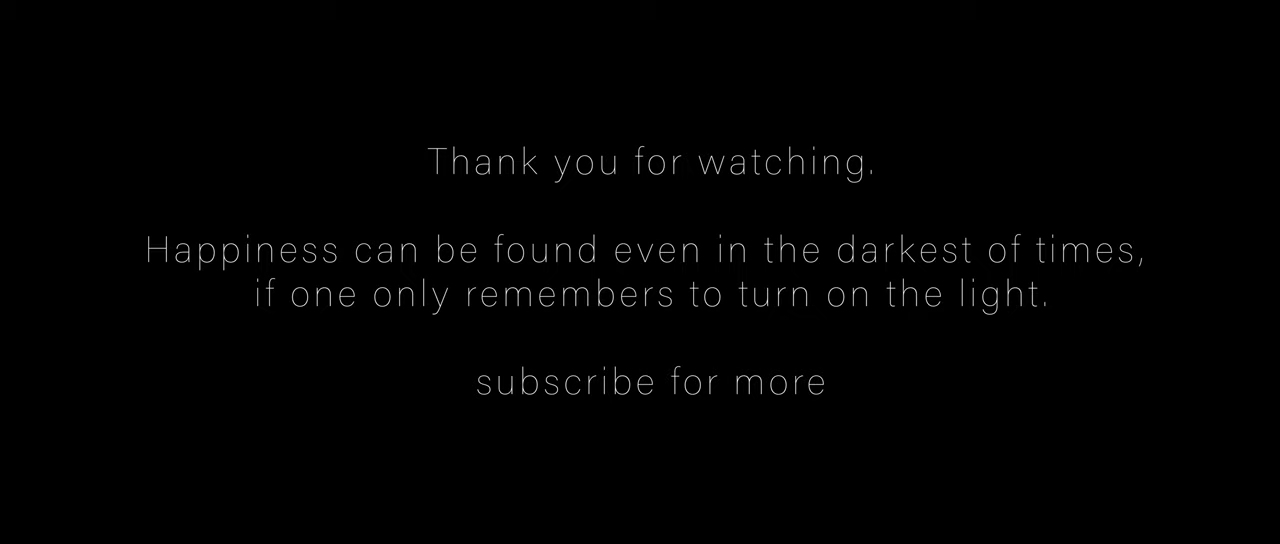 Thank you for watching.
Happiness can be found even in the darkest of times,
if one only remembers to turn on the light.
subscribe for more